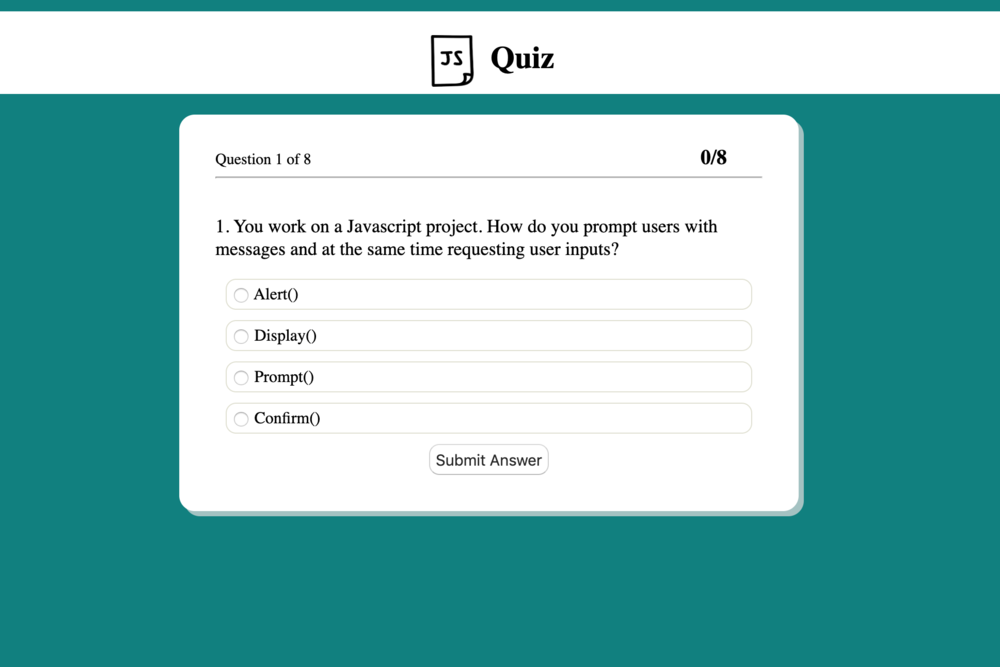 JS Quiz
Question 1 of 8 0/8
1. You work on a Javascript project. How do you prompt users with
messages and at the same time requesting user inputs?
Alert()
Display()
Prompt()
Confirm()
Submit Answer